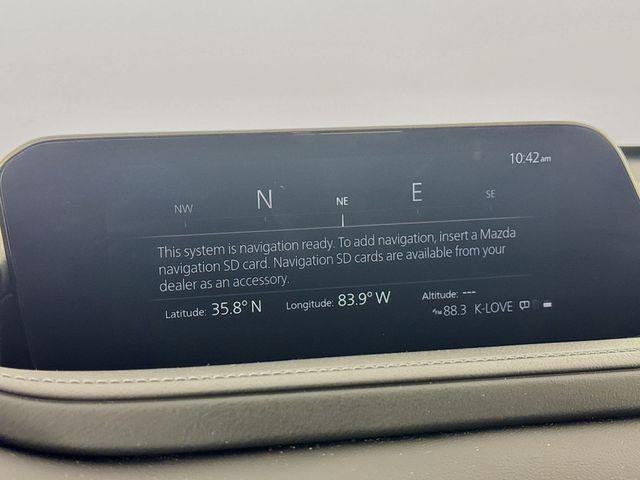 10:42am
NW N NE E SE
This system is navigation ready. To add navigation, insert a Mazda
navigation SD card. Navigation SD cards are available from your
dealer as an accessory.
Latitude: 35.8° N Longitude: 83.9° W Altitude: ---
FM 88.3 K-LOVE